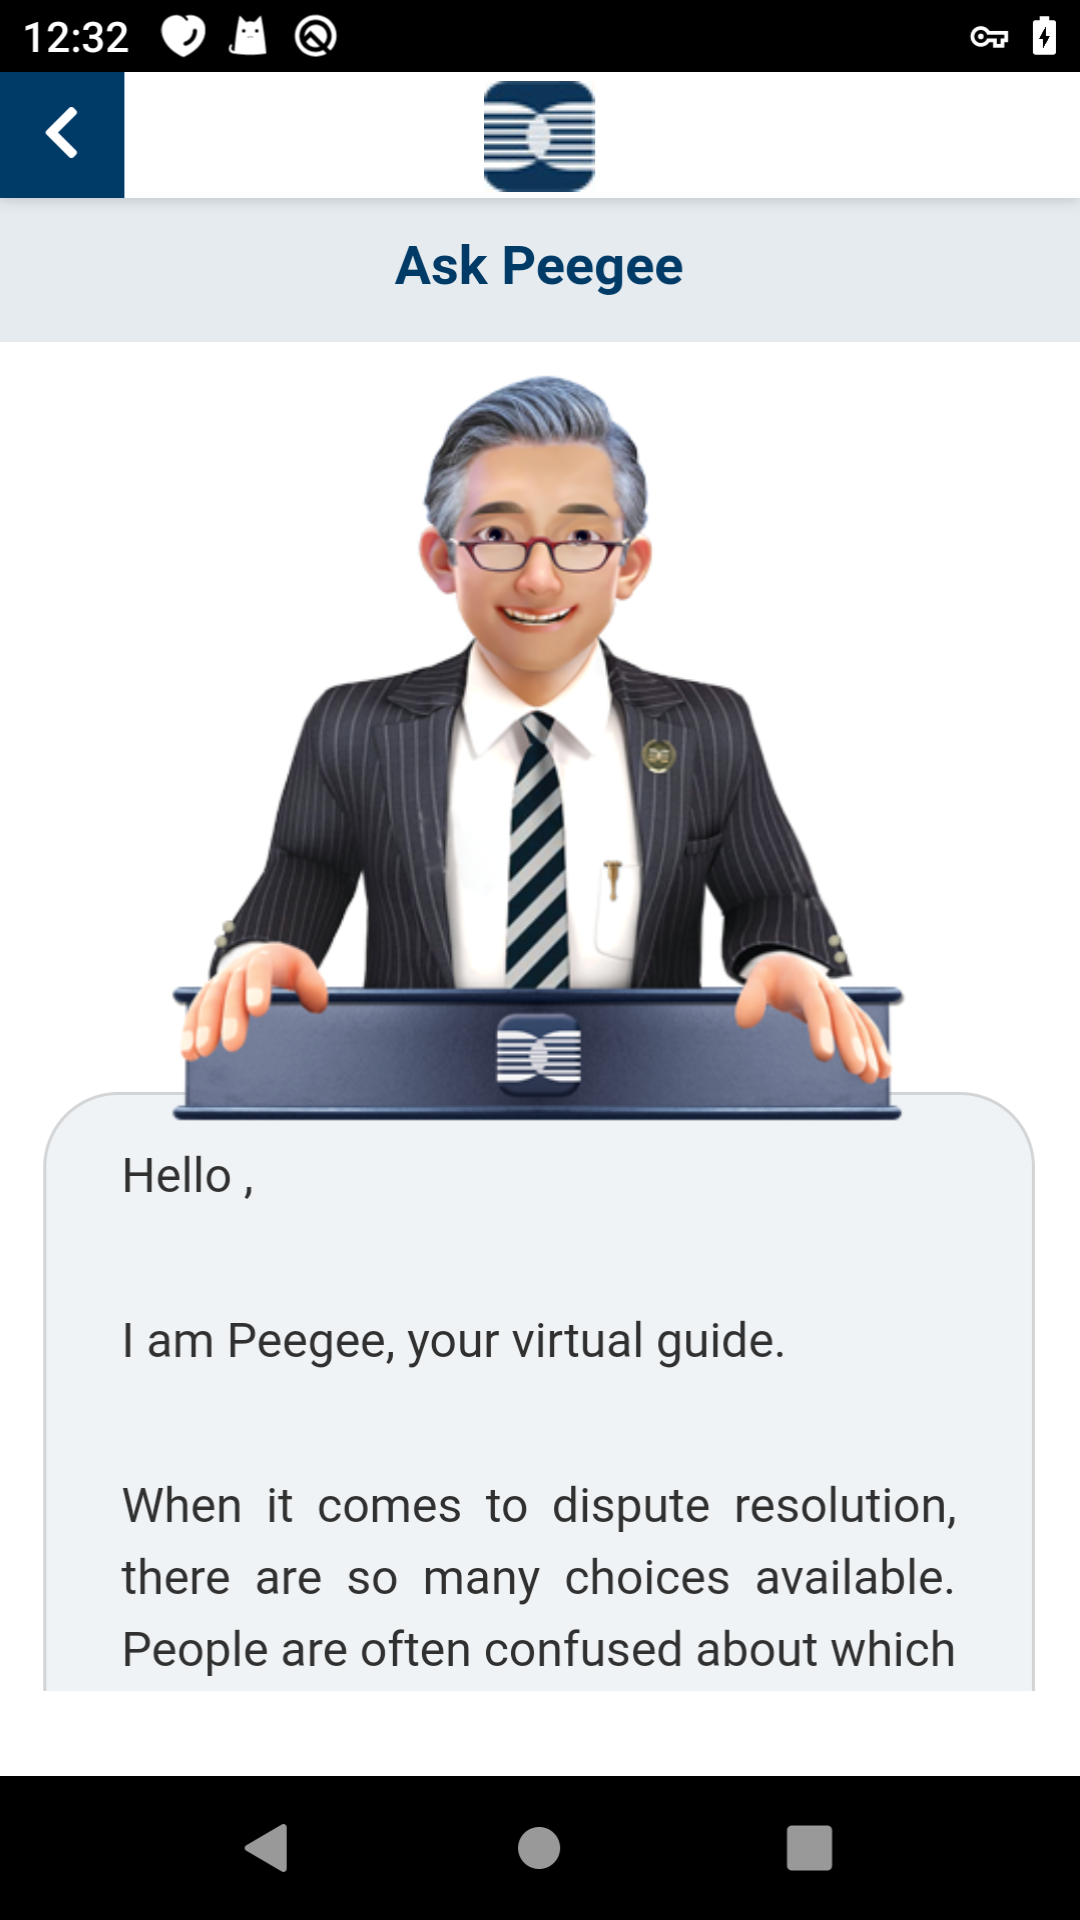 12:32
Ask Peegee
Hello ,
I am Peegee, your virtual guide.
When it comes to dispute resolution,
there are so many choices available.
People are often confused about which